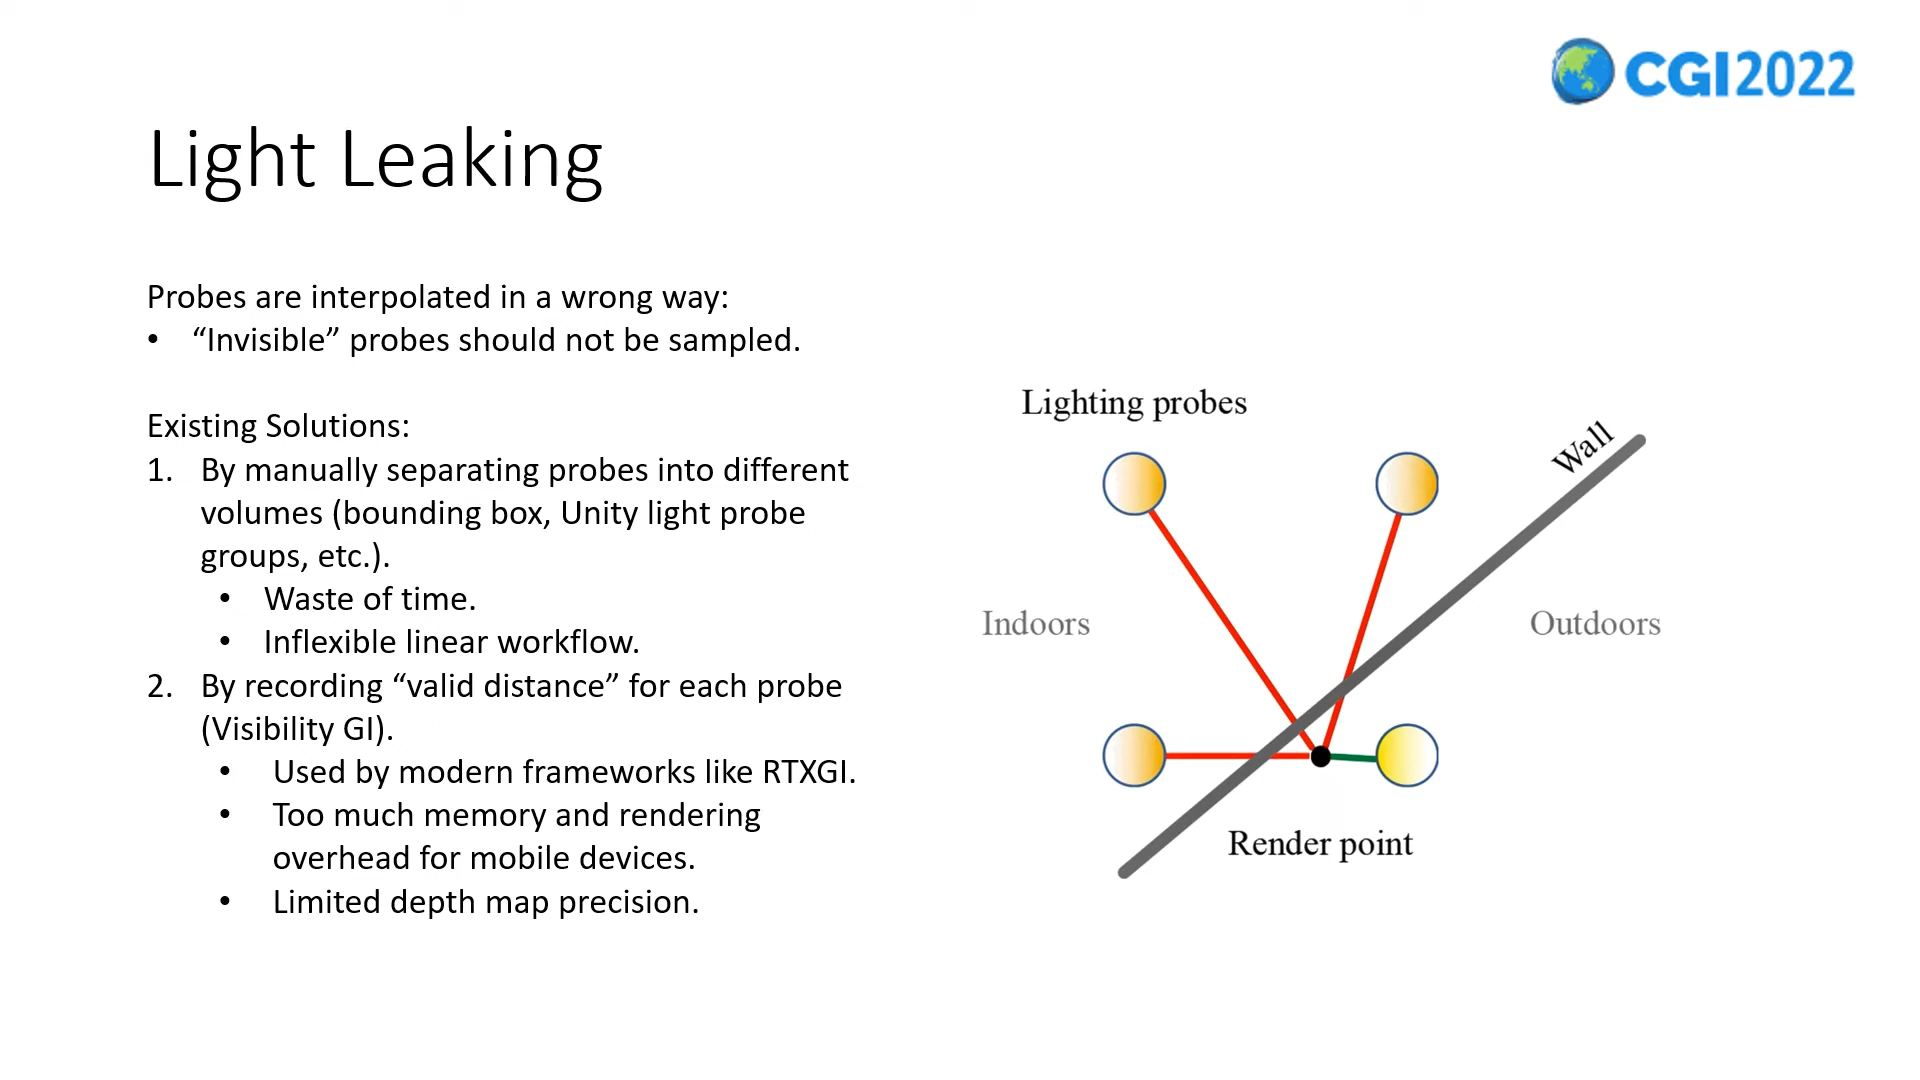 CGI2022
Light Leaking
Probes are interpolated in a wrong way:
• “Invisible” probes should not be sampled.
Existing Solutions:
1. By manually separating probes into different
volumes (bounding box, Unity light probe
groups, etc.).
• Waste of time.
• Inflexible linear workflow.
2. By recording “valid distance” for each probe
(Visibility GI).
• Used by modern frameworks like RTXGI.
• Too much memory and rendering
overhead for mobile devices.
• Limited depth map precision.
Lighting probes
Wall
Indoors
Outdoors
Render point